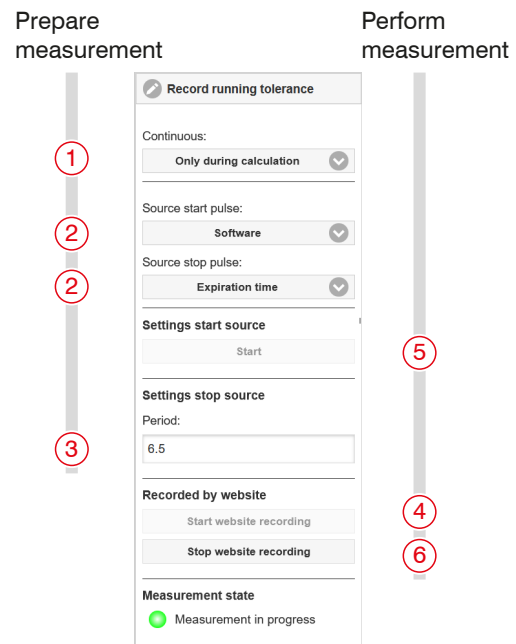 Prepare
measurement
Perform
measurement
Record running tolerance
Continuous:
1
Only during calculation
Source start pulse:
2
Software
Source stop pulse:
2
Expiration time
Settings start source
Start
5
Settings stop source
Period:
3
6.5
Recorded by website
Start website recording
4
Stop website recording
6
Measurement state
Measurement in progress